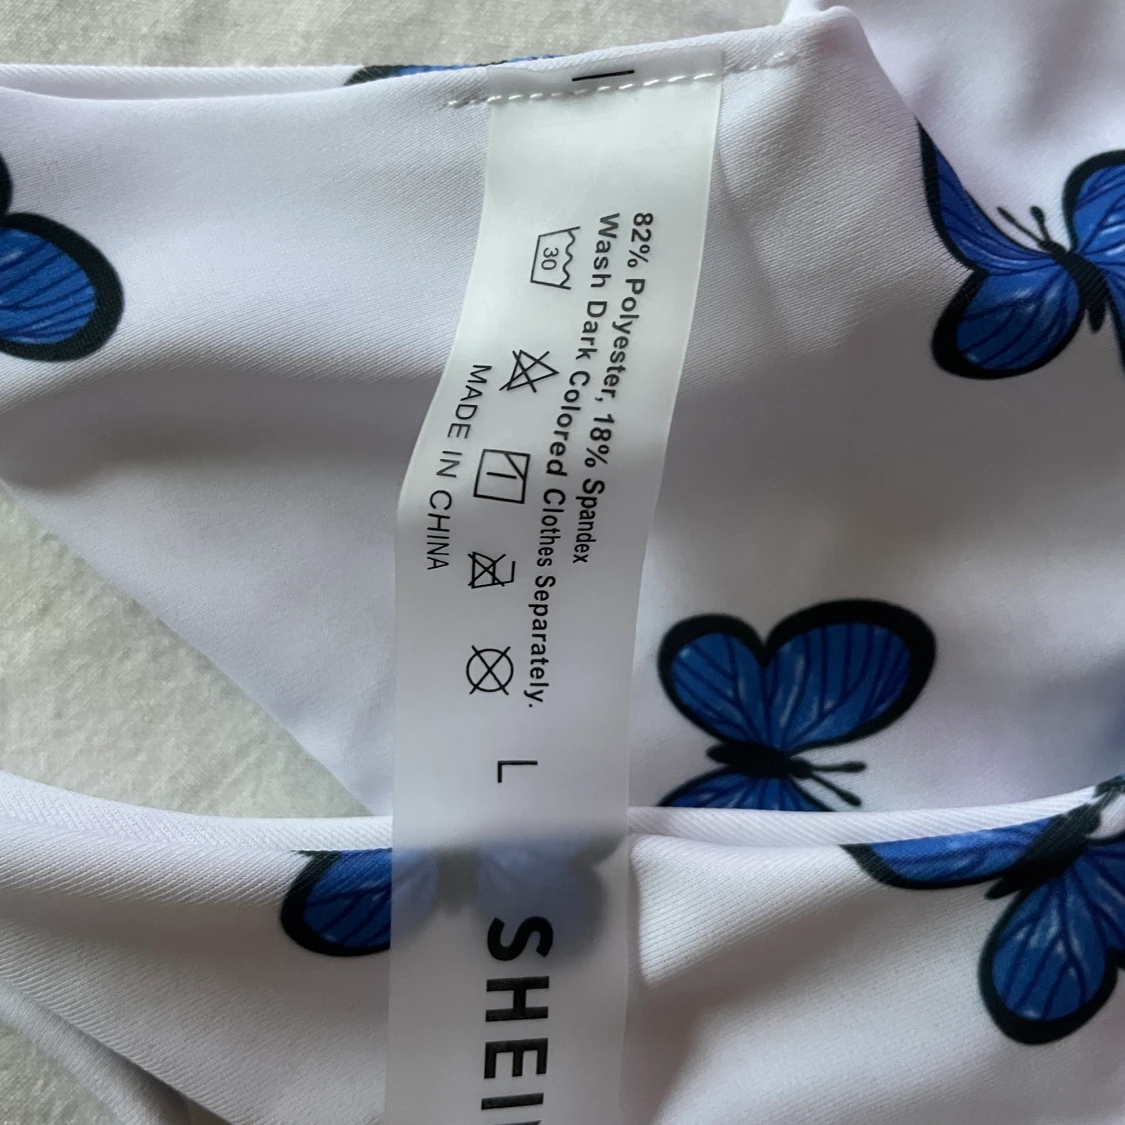 82% Polyester, 18% Spandex
Wash Dark Colored Clothes Separately.
30
MADE IN CHINA
L
SHEI